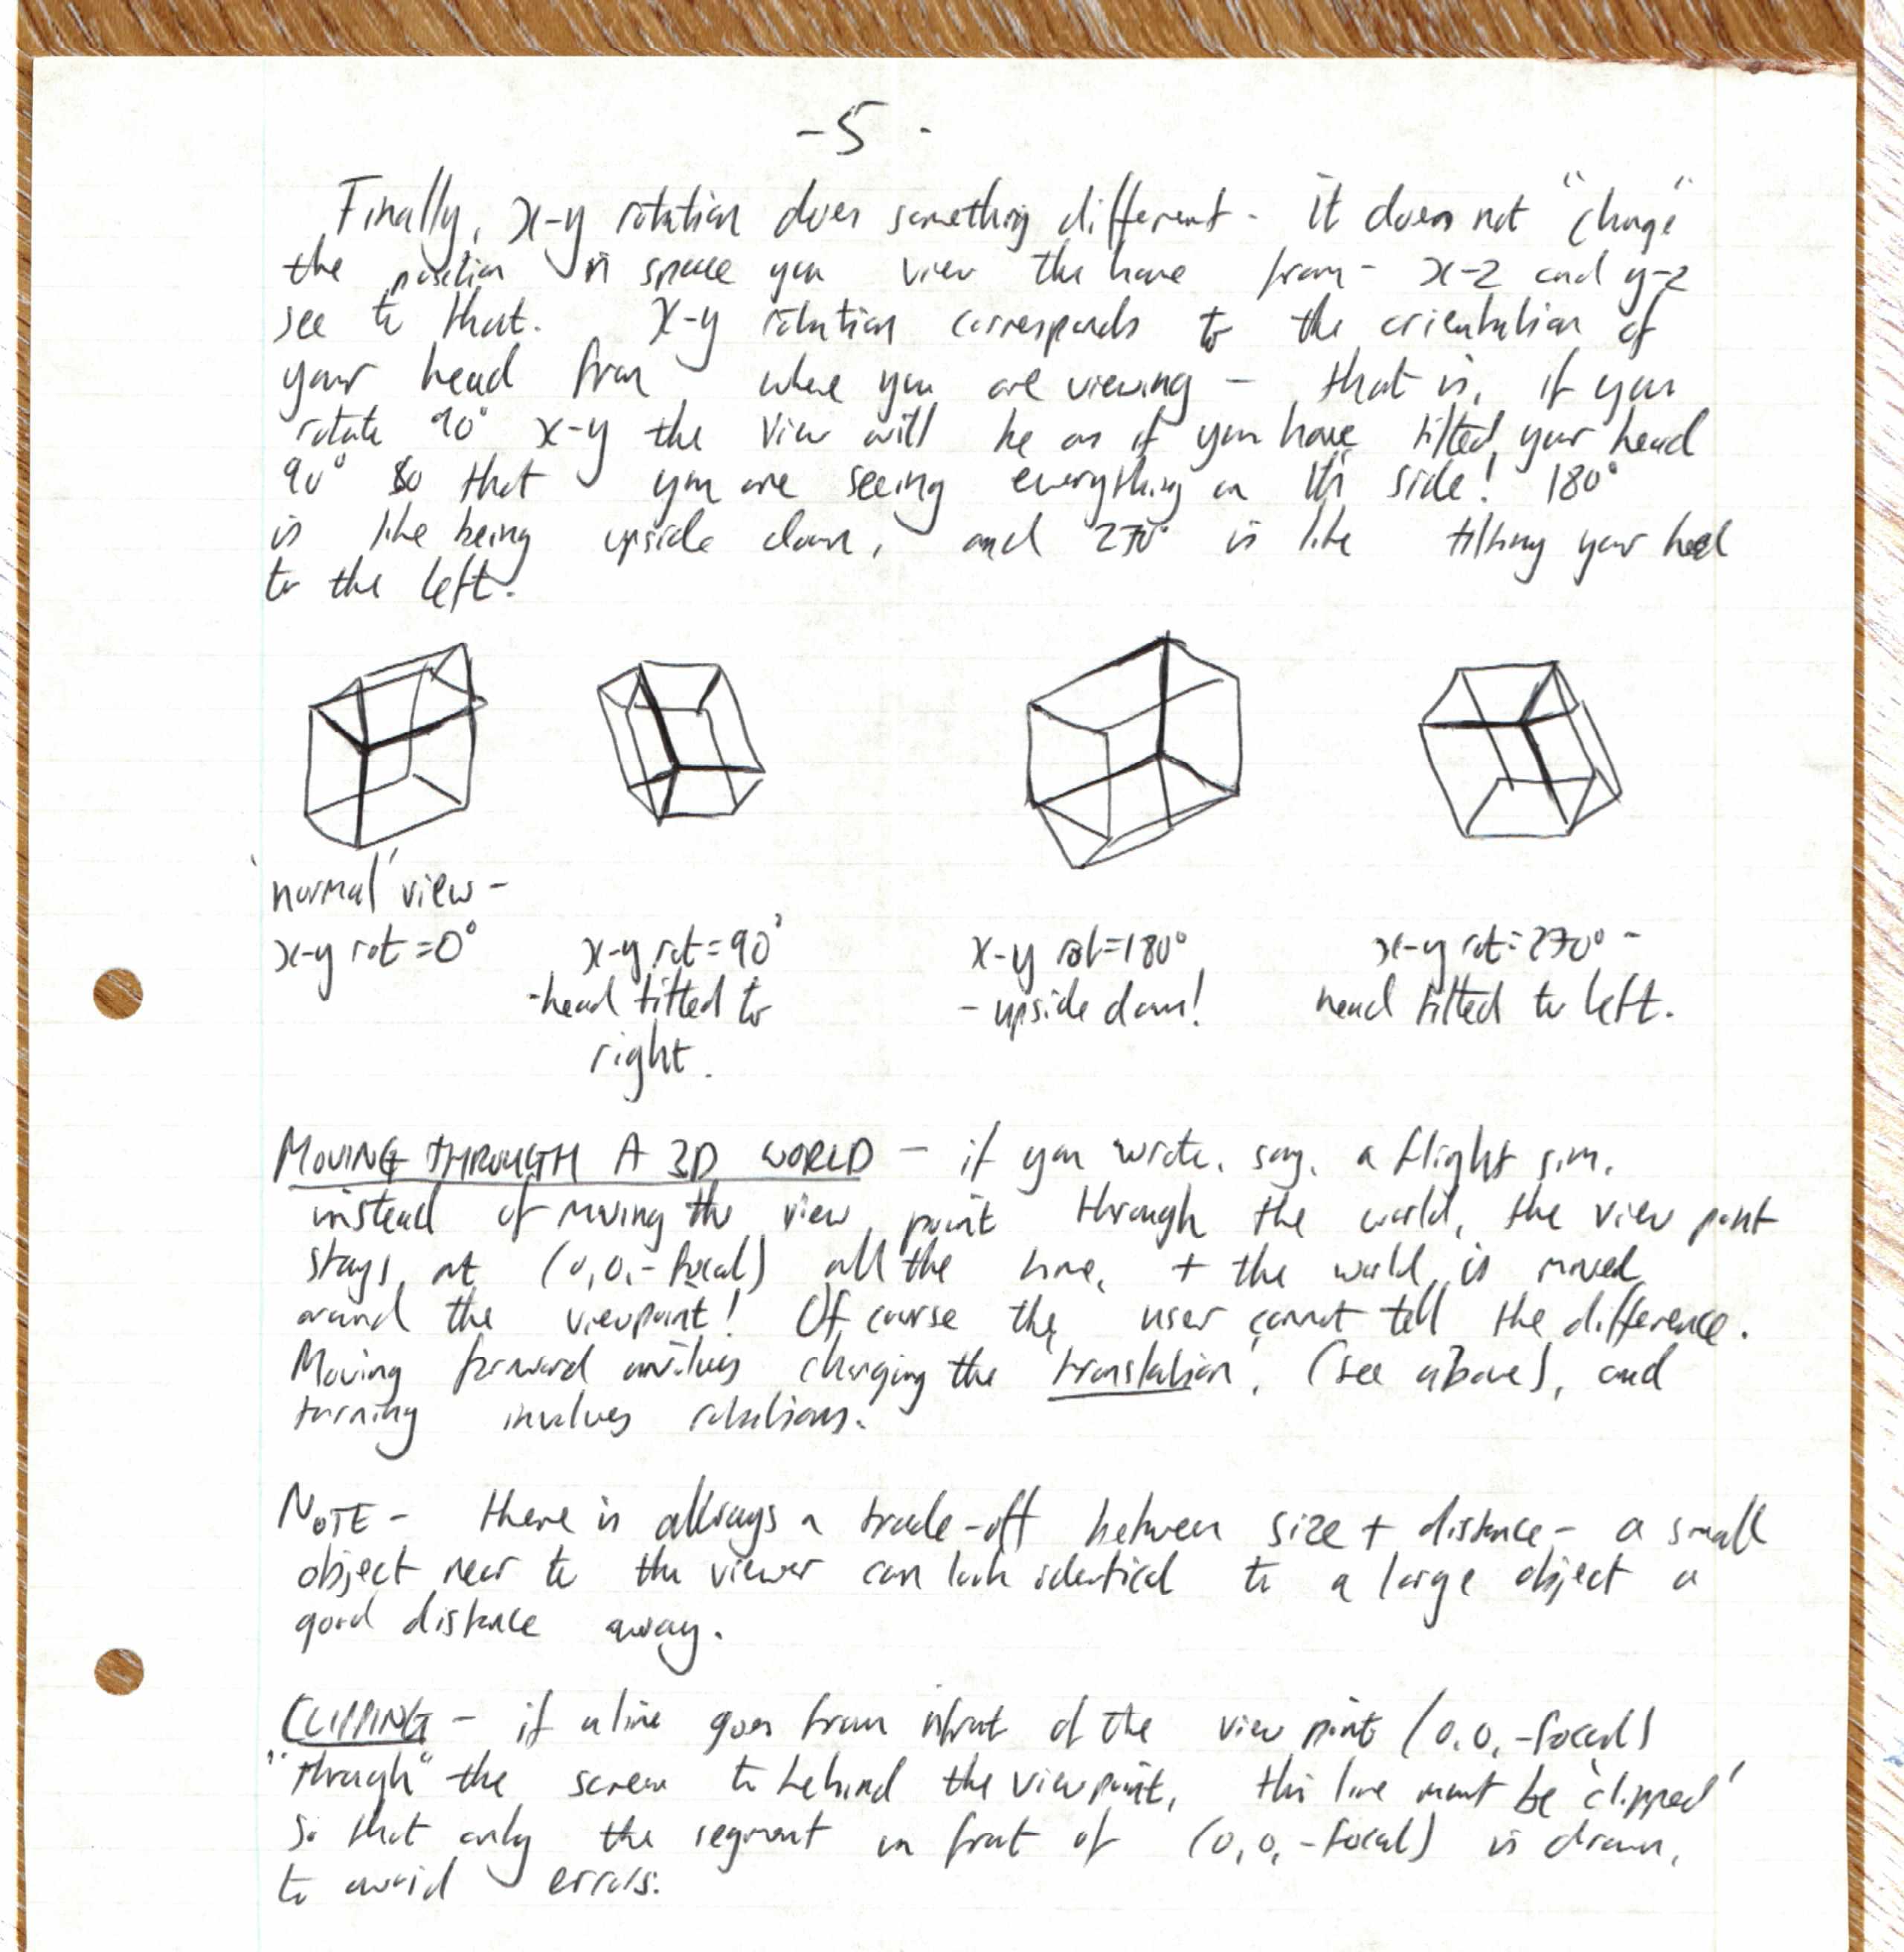 -5-
Finally, x-y rotation does something different - it does not "change"
the position in space you view the house from - x-z and y-z
see to that. x-y rotation corresponds to the orientation of
your head from where you are viewing - that is, if you
rotate 90° x-y the view will be as if you have tilted your head
90° so that you are seeing everything on its side! 180°
is like being upside down, and 270° is like tilting your head
to the left.
'normal' view -
x-y rot=0°
x-y rot=90°
-head tilted to
right.
x-y rot=180°
- upside down!
x-y rot=270° -
head tilted to left.
MOVING THROUGH A 3D WORLD - if you wrote, say, a flight sim,
instead of moving the view point through the world, the view point
stays at (0,0,-focal) all the time, + the world is moved
around the viewpoint! Of course the user cannot tell the difference.
Moving forward involves changing the 'translation', (see above), and
turning involves rotations.
NOTE - there is always a trade-off between size + distance - a small
object near to the viewer can look identical to a large object a
good distance away.
CLIPPING - if a line goes from infront of the view point (0,0,-focal)
"through" the screen to behind the viewpoint, this line must be 'clipped'
so that only the segment in front of (0,0,-focal) is drawn,
to avoid errors.